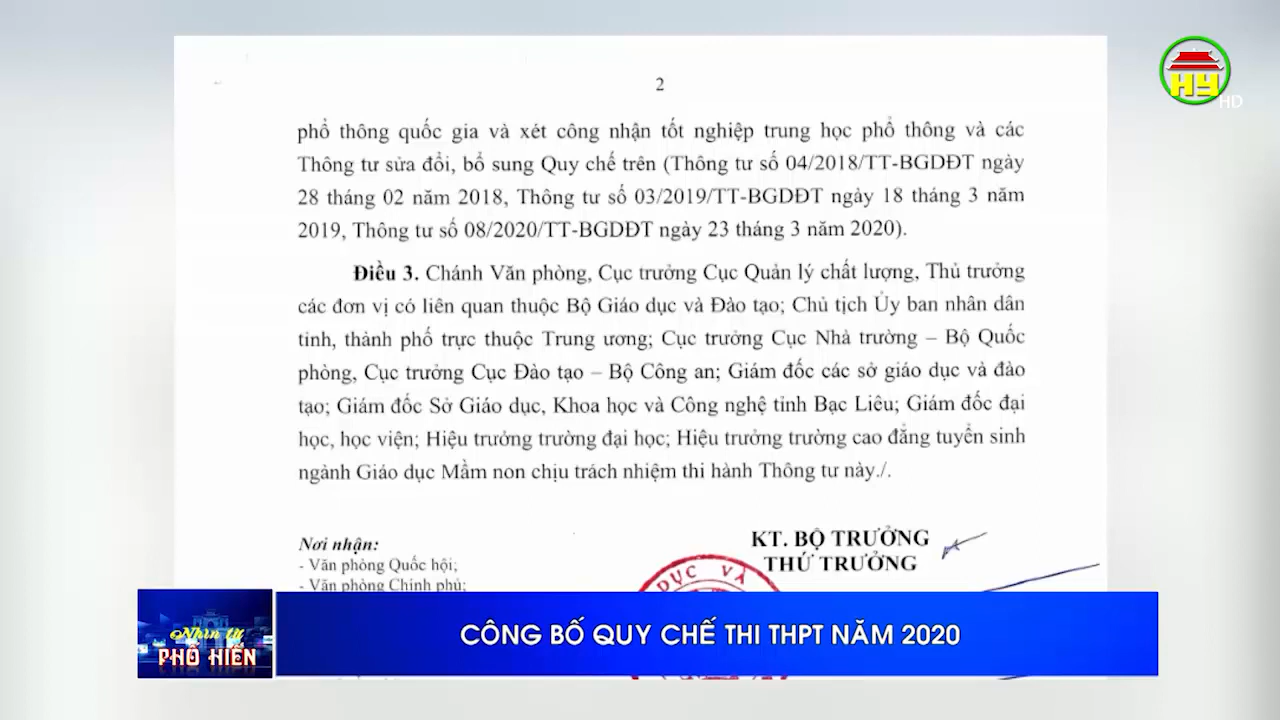 HY
HD
2
phổ thông quốc gia và xét công nhận tốt nghiệp trung học phổ thông và các
Thông tư sửa đổi, bổ sung Quy chế trên (Thông tư số 04/2018/TT-BGDĐT ngày
28 tháng 02 năm 2018, Thông tư số 03/2019/TT-BGDĐT ngày 18 tháng 3 năm
2019, Thông tư số 08/2020/TT-BGDĐT ngày 23 tháng 3 năm 2020).
Điều 3. Chánh Văn phòng, Cục trưởng Cục Quản lý chất lượng, Thủ trưởng
các đơn vị có liên quan thuộc Bộ Giáo dục và Đào tạo; Chủ tịch Ủy ban nhân dân
tỉnh, thành phố trực thuộc Trung ương; Cục trưởng Cục Nhà trường – Bộ Quốc
phòng, Cục trưởng Cục Đào tạo – Bộ Công an; Giám đốc các sở giáo dục và đào
tạo; Giám đốc Sở Giáo dục, Khoa học và Công nghệ tỉnh Bạc Liêu; Giám đốc đại
học, học viện; Hiệu trưởng trường đại học; Hiệu trưởng trường cao đẳng tuyển sinh
ngành Giáo dục Mầm non chịu trách nhiệm thi hành Thông tư này./.
Nơi nhận:
- Văn phòng Quốc hội;
- Văn phòng Chính phủ;
KT. BỘ TRƯỞNG
THỨ TRƯỞNG
DỤC VÀ
Nhìn từ
PHỐ HIẾN
CÔNG BỐ QUY CHẾ THI THPT NĂM 2020